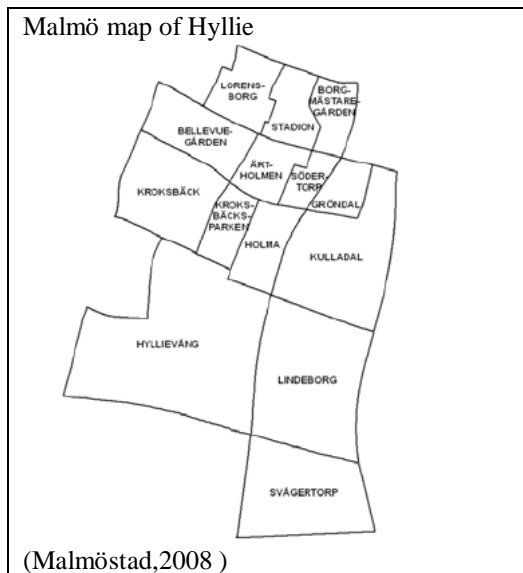 Malmö map of Hyllie
LORENS-
BORG
BORG-
MÄSTARE-
GÅRDEN
STADION
BELLEVUE-
GÅRDEN
ÄRT-
HOLMEN
SÖDER-
TORP
GRÖNDAL
KROKSBÄCK
KROKS-
BÄCKS-
PARKEN
HOLMA
KULLADAL
HYLLIEVÅNG
LINDEBORG
SVÅGERTORP
(Malmöstad,2008 )